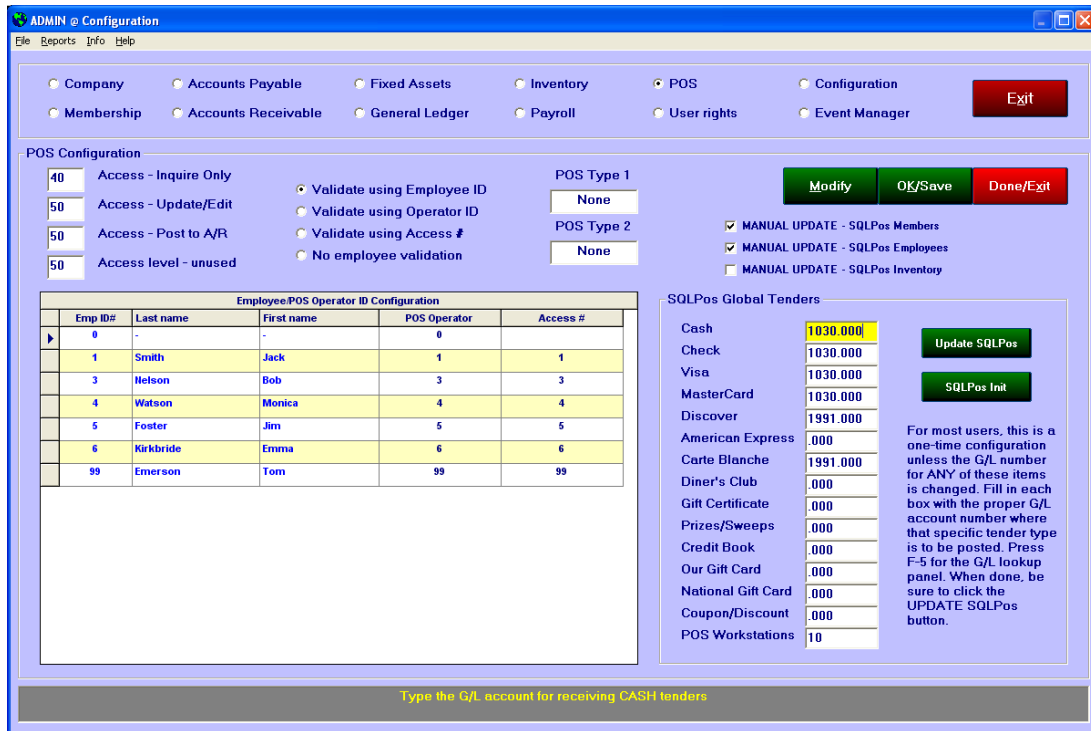 ADMIN @ Configuration
File Reports Info Help
Company Accounts Payable Fixed Assets Inventory POS Configuration
Exit
Membership Accounts Receivable General Ledger Payroll User rights Event Manager
POS Configuration
40 Access - Inquire Only
50 Access - Update/Edit
50 Access - Post to A/R
50 Access level - unused
Validate using Employee ID
Validate using Operator ID
Validate using Access #
No employee validation
POS Type 1
None
POS Type 2
None
Modify OK/Save Done/Exit
MANUAL UPDATE - SQLPos Members
MANUAL UPDATE - SQLPos Employees
MANUAL UPDATE - SQLPos Inventory
Employee/POS Operator ID Configuration
Emp ID# Last name First name POS Operator Access #
0 - - 0
1 Smith Jack 1 1
3 Nelson Bob 3 3
4 Watson Monica 4 4
5 Foster Jim 5 5
6 Kirkbride Emma 6 6
99 Emerson Tom 99 99
SQLPos Global Tenders
Cash 1030.000
Check 1030.000
Visa 1030.000
MasterCard 1030.000
Discover 1991.000
American Express .000
Carte Blanche 1991.000
Diner's Club .000
Gift Certificate .000
Prizes/Sweeps .000
Credit Book .000
Our Gift Card .000
National Gift Card .000
Coupon/Discount .000
POS Workstations 10
Update SQLPos
SQLPos Init
For most users, this is a
one-time configuration
unless the G/L number
for ANY of these items
is changed. Fill in each
box with the proper G/L
account number where
that specific tender type
is to be posted. Press
F-5 for the G/L lookup
panel. When done, be
sure to click the
UPDATE SQLPos
button.
Type the G/L account for receiving CASH tenders